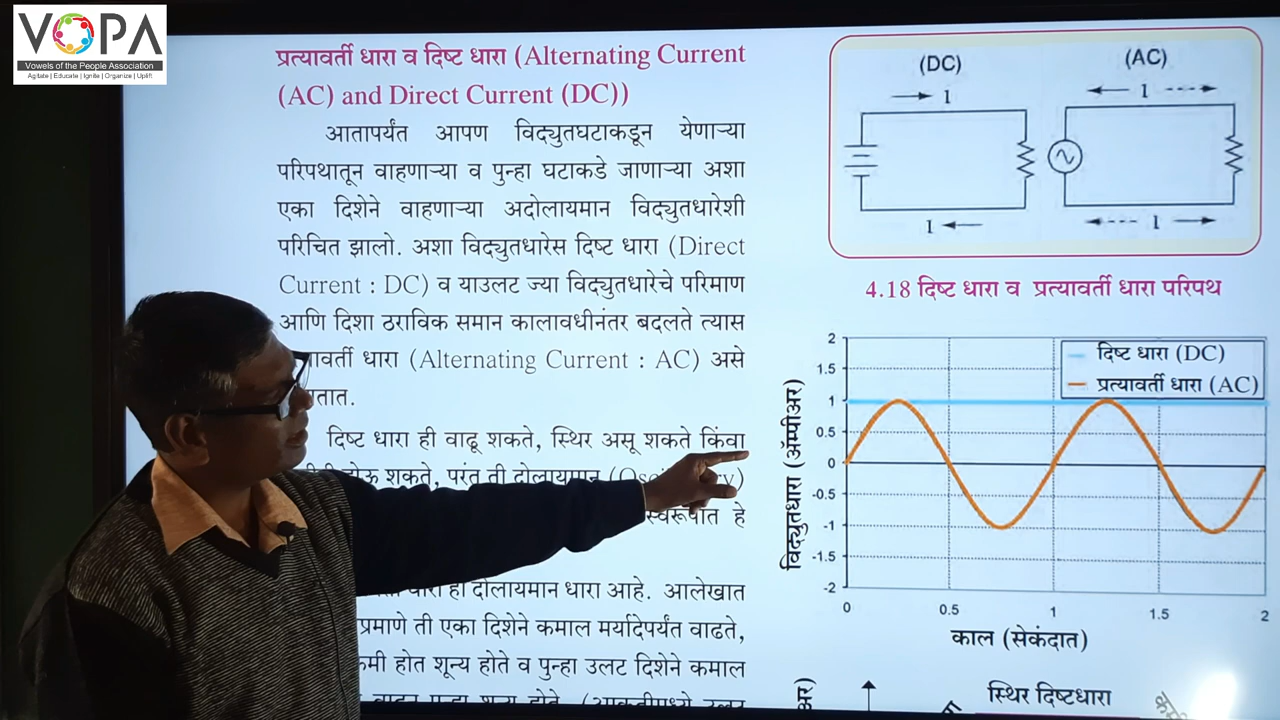 VOPA
Vowels of the People Association
Agitate | Educate | Ignite | Organize | Uplift
प्रत्यावर्ती धारा व दिष्ट धारा (Alternating Current
(AC) and Direct Current (DC))
आतापर्यंत आपण विद्युतघटाकडून येणाऱ्या
परिपथातून वाहणाऱ्या व पुन्हा घटाकडे जाणाऱ्या अशा
एका दिशेने वाहणाऱ्या अदोलायमान विद्युतधारेशी
परिचित झालो. अशा विद्युतधारेस दिष्ट धारा (Direct
Current : DC) व याउलट ज्या विद्युतधारेचे परिमाण
आणि दिशा ठराविक समान कालावधीनंतर बदलते त्यास
धारा (Alternating Current : AC) असे
दिष्ट धारा ही वाढू शकते, स्थिर असू शकते किंवा
शकते, परंतु ती दोलायमान
स्वरूपात हे
दोलायमान धारा आहे. आलेखात
प्रमाणे ती एका दिशेने कमाल मर्यादेपर्यंत वाढते,
होत शून्य होते व पुन्हा उलट दिशेने कमाल
(DC)
(AC)
I
I
I
I
4.18 दिष्ट धारा व प्रत्यावर्ती धारा परिपथ
दिष्ट धारा (DC)
प्रत्यावर्ती धारा (AC)
विद्युतधारा (ॲम्पीअर)
2
1.5
1
0.5
0
-0.5
-1
-1.5
-2
0 0.5 1 1.5 2
काल (सेकंदात)
स्थिर दिष्टधारा